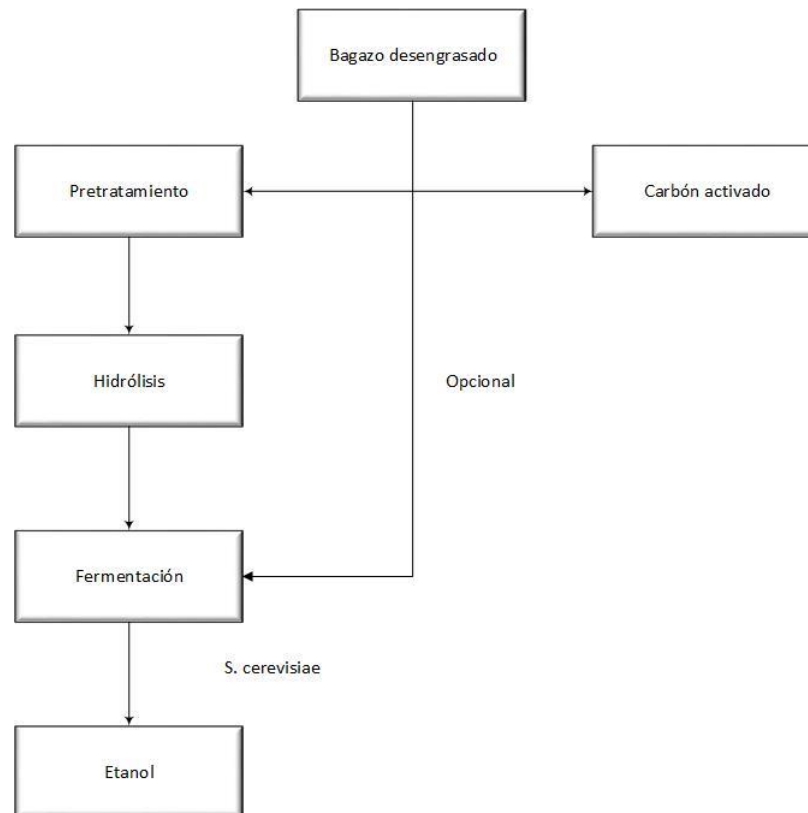 Bagazo desengrasado
Pretratamiento
Carbón activado
Hidrólisis
Opcional
Fermentación
S. cerevisiae
Etanol